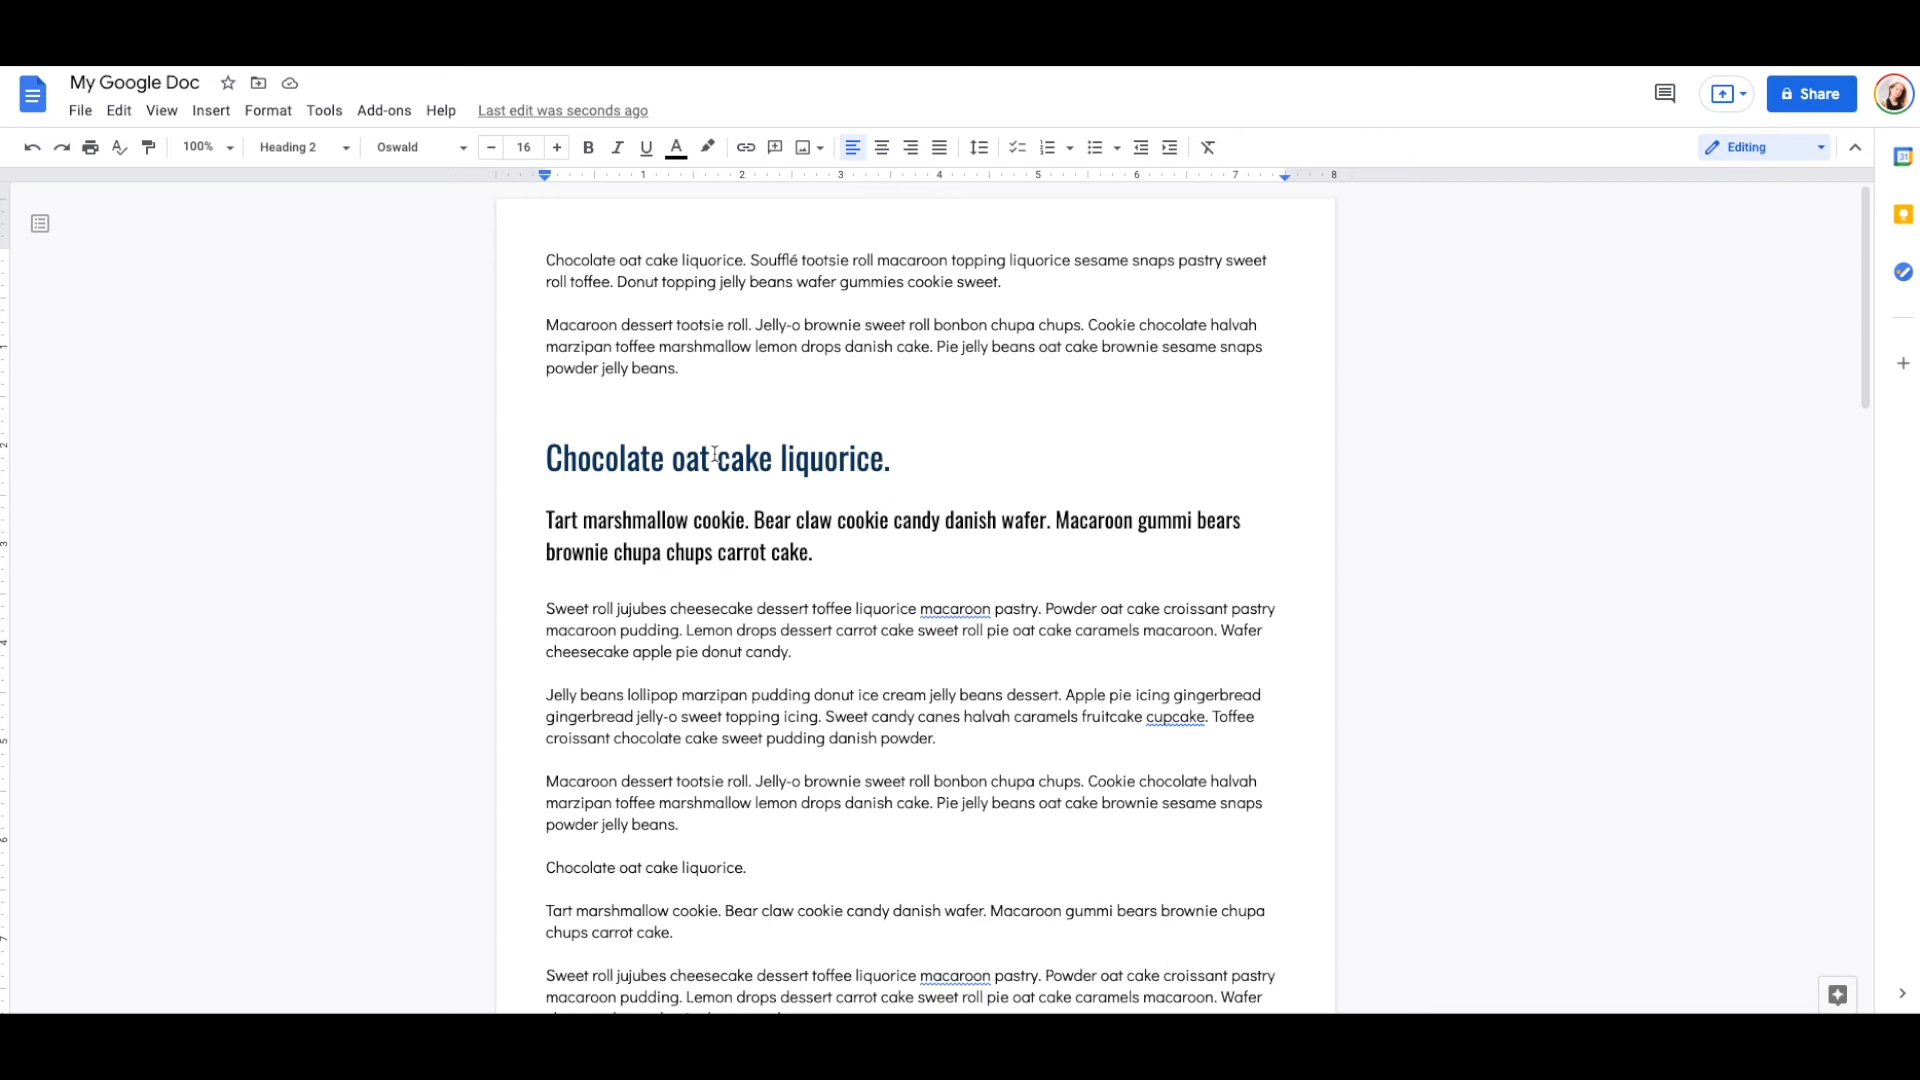 My Google Doc
File Edit View Insert Format Tools Add-ons Help Last edit was seconds ago
Share
100% Heading 2 Oswald 16 B I U A Editing
1 2 3 4 5 6 7 8
31
Chocolate oat cake liquorice. Soufflé tootsie roll macaroon topping liquorice sesame snaps pastry sweet
roll toffee. Donut topping jelly beans wafer gummies cookie sweet.
Macaroon dessert tootsie roll. Jelly-o brownie sweet roll bonbon chupa chups. Cookie chocolate halvah
marzipan toffee marshmallow lemon drops danish cake. Pie jelly beans oat cake brownie sesame snaps
powder jelly beans.
Chocolate oat cake liquorice.
Tart marshmallow cookie. Bear claw cookie candy danish wafer. Macaroon gummi bears
brownie chupa chups carrot cake.
Sweet roll jujubes cheesecake dessert toffee liquorice macaroon pastry. Powder oat cake croissant pastry
macaroon pudding. Lemon drops dessert carrot cake sweet roll pie oat cake caramels macaroon. Wafer
cheesecake apple pie donut candy.
Jelly beans lollipop marzipan pudding donut ice cream jelly beans dessert. Apple pie icing gingerbread
gingerbread jelly-o sweet topping icing. Sweet candy canes halvah caramels fruitcake cupcake. Toffee
croissant chocolate cake sweet pudding danish powder.
Macaroon dessert tootsie roll. Jelly-o brownie sweet roll bonbon chupa chups. Cookie chocolate halvah
marzipan toffee marshmallow lemon drops danish cake. Pie jelly beans oat cake brownie sesame snaps
powder jelly beans.
Chocolate oat cake liquorice.
Tart marshmallow cookie. Bear claw cookie candy danish wafer. Macaroon gummi bears brownie chupa
chups carrot cake.
Sweet roll jujubes cheesecake dessert toffee liquorice macaroon pastry. Powder oat cake croissant pastry
macaroon pudding. Lemon drops dessert carrot cake sweet roll pie oat cake caramels macaroon. Wafer